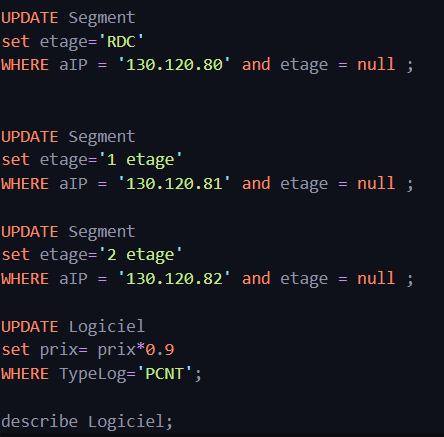 UPDATE Segment
set etage='RDC'
WHERE aIP = '130.120.80' and etage = null ;
UPDATE Segment
set etage='1 etage'
WHERE aIP = '130.120.81' and etage = null ;
UPDATE Segment
set etage='2 etage'
WHERE aIP = '130.120.82' and etage = null ;
UPDATE Logiciel
set prix= prix*0.9
WHERE TypeLog='PCNT';
describe Logiciel;